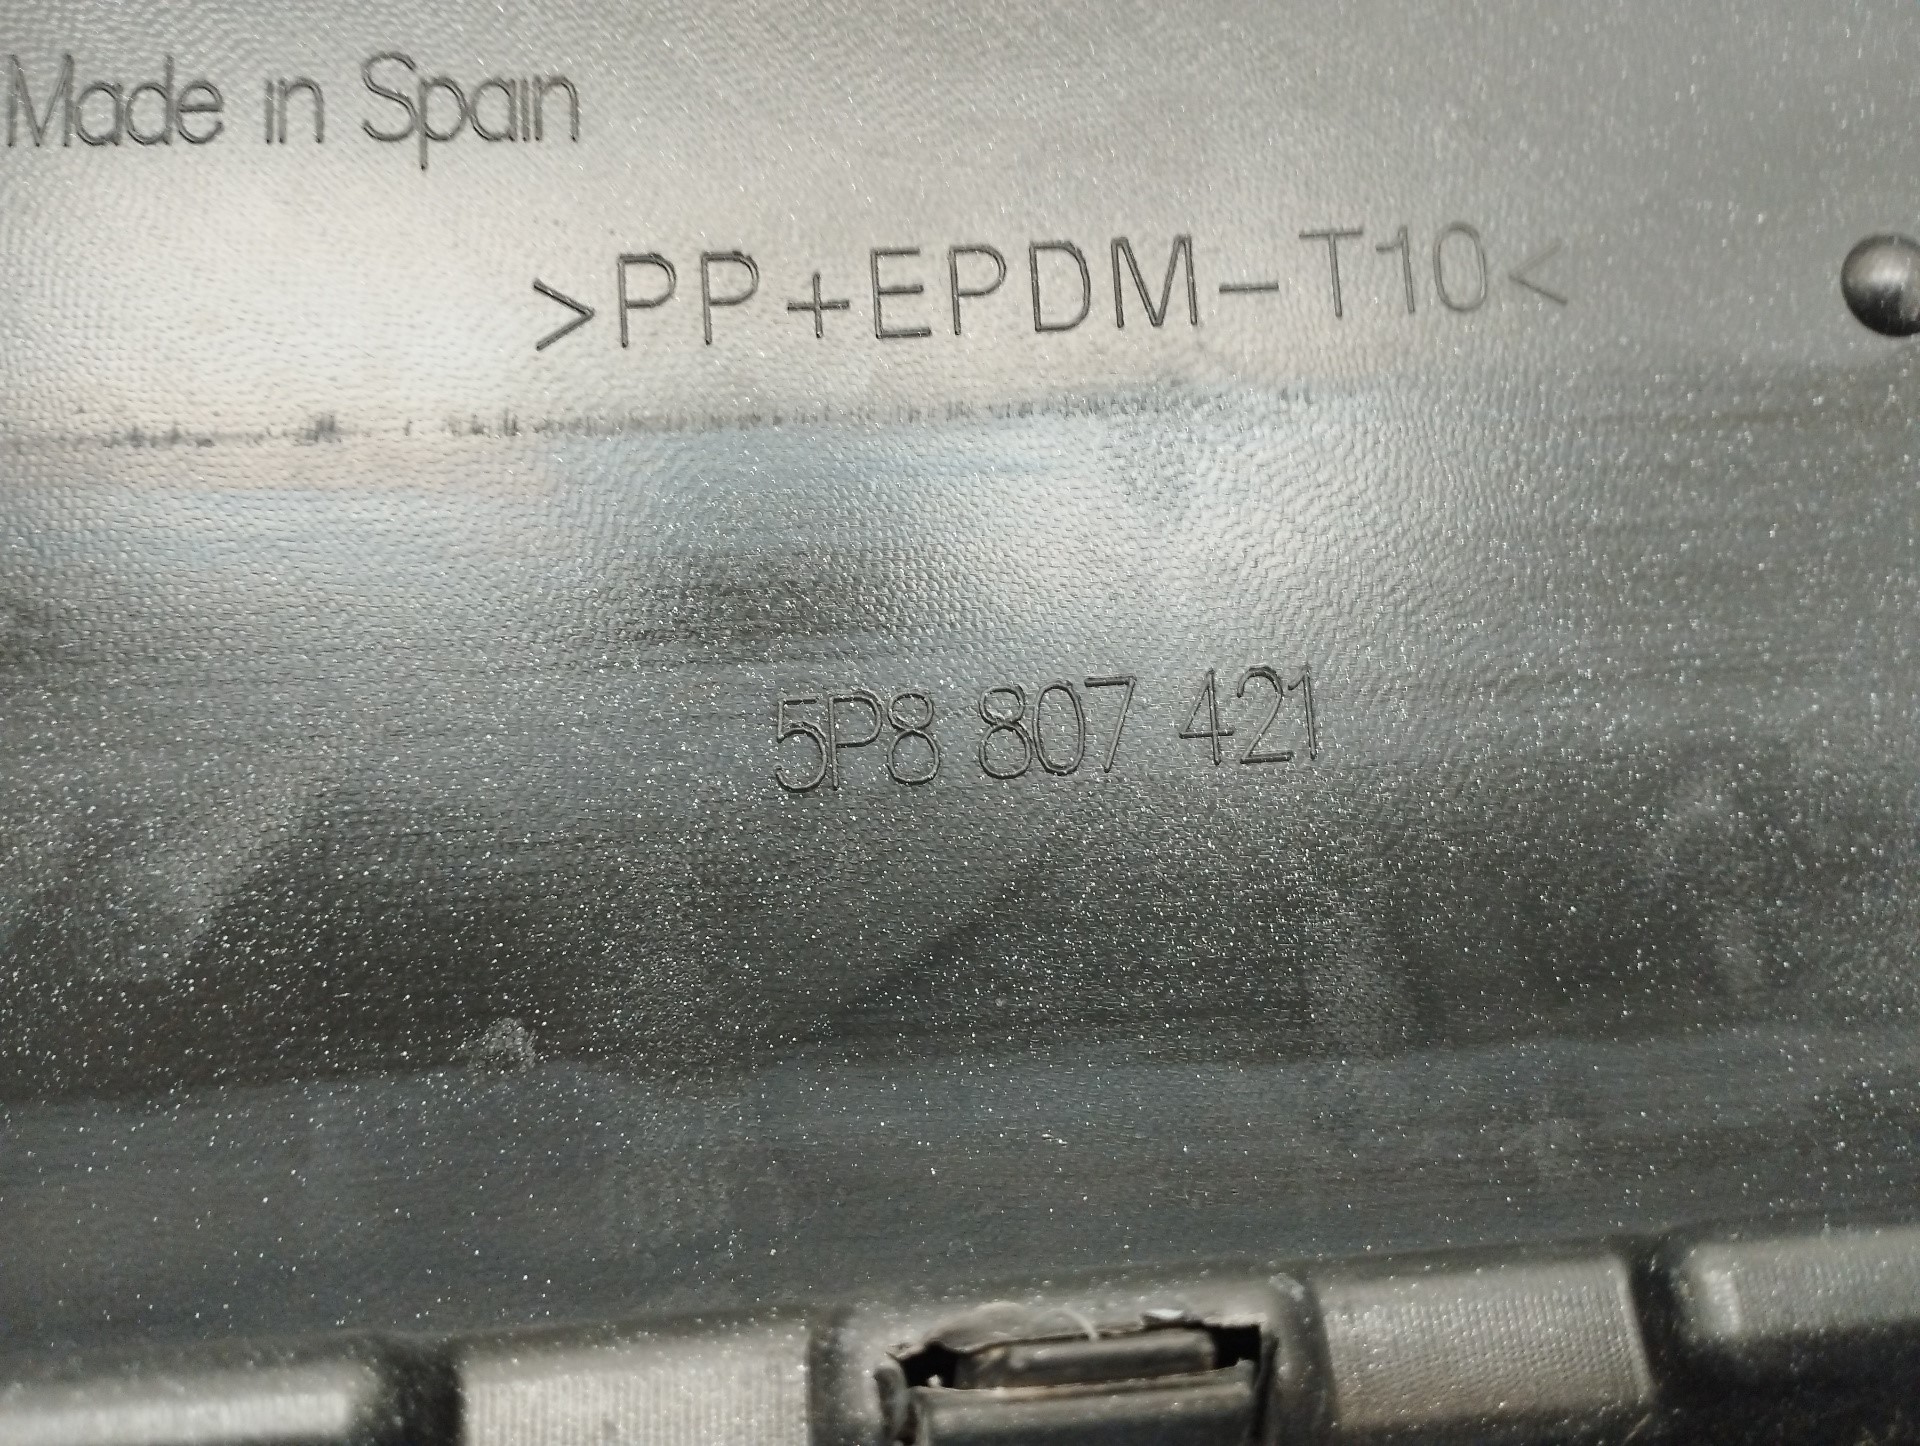 Made in Spain
>PP+EPDM-T10<
5P8 807 421